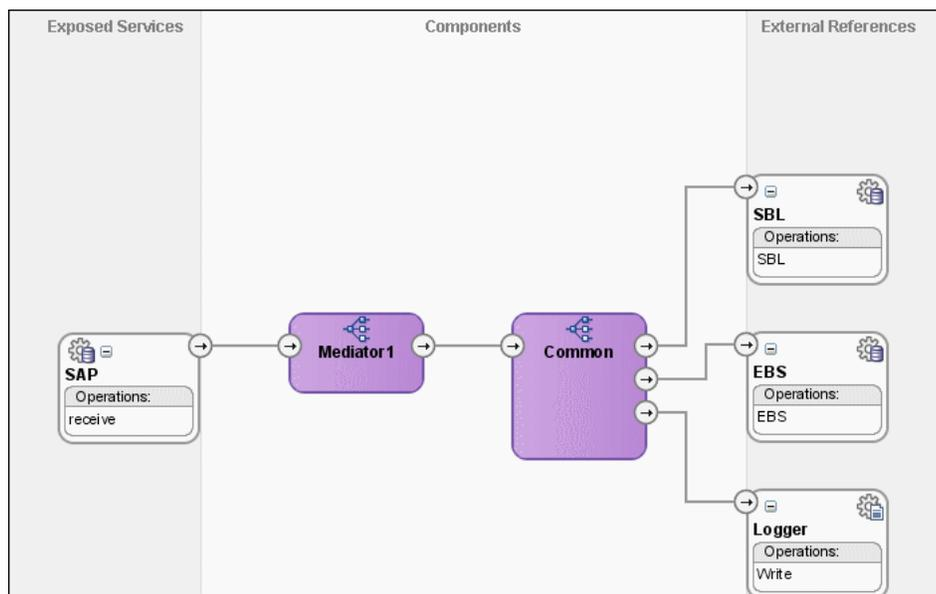 Exposed Services
Components
External References
SAP
Operations:
receive
Mediator1
Common
SBL
Operations:
SBL
EBS
Operations:
EBS
Logger
Operations:
Write